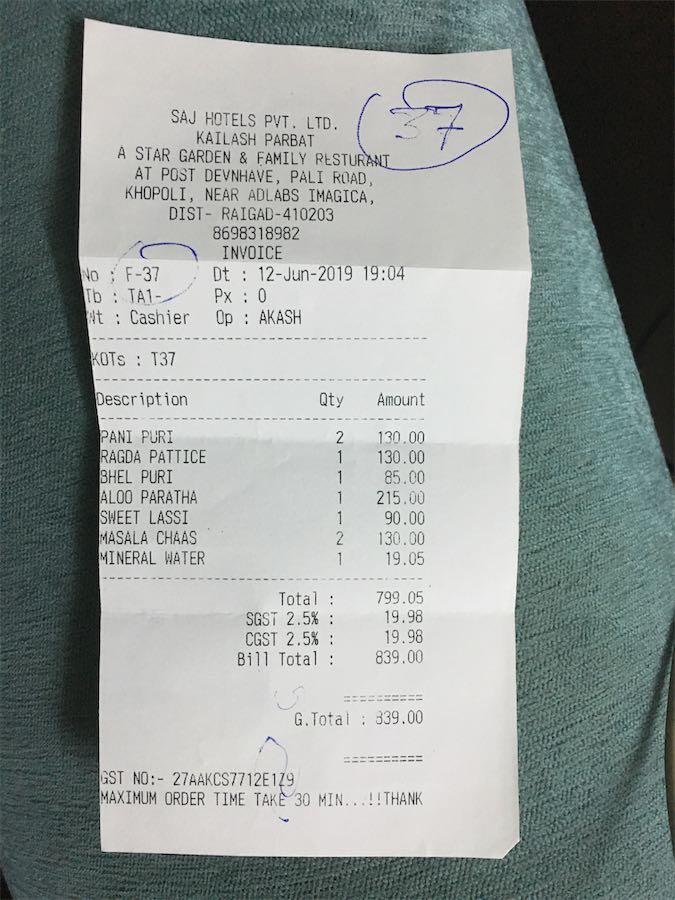 37
SAJ HOTELS PVT. LTD.
KAILASH PARBAT
A STAR GARDEN & FAMILY RESTURANT
AT POST DEVNHAVE, PALI ROAD,
KHOPOLI, NEAR ADLABS IMAGICA,
DIST- RAIGAD-410203
8698318982
INVOICE
No : F-37 Dt : 12-Jun-2019 19:04
Tb : TA1- Px : 0
Wt : Cashier Op : AKASH
KOTs : T37
Description Qty Amount
PANI PURI 2 130.00
RAGDA PATTICE 1 130.00
BHEL PURI 1 85.00
ALOO PARATHA 1 215.00
SWEET LASSI 1 90.00
MASALA CHAAS 2 130.00
MINERAL WATER 1 19.05
Total : 799.05
SGST 2.5% : 19.98
CGST 2.5% : 19.98
Bill Total : 839.00
==========
G.Total : 839.00
==========
GST NO:- 27AAKCS7712E1Z9
MAXIMUM ORDER TIME TAKE 30 MIN...!!THANK